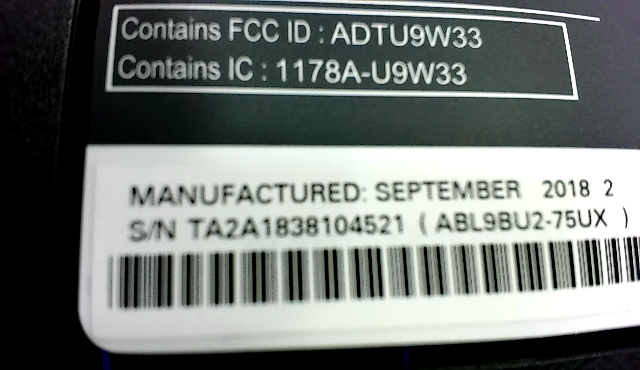 Contains FCC ID : ADTU9W33
Contains IC : 1178A-U9W33
MANUFACTURED: SEPTEMBER 2018 2
S/N TA2A1838104521 ( ABL9BU2-75UX )